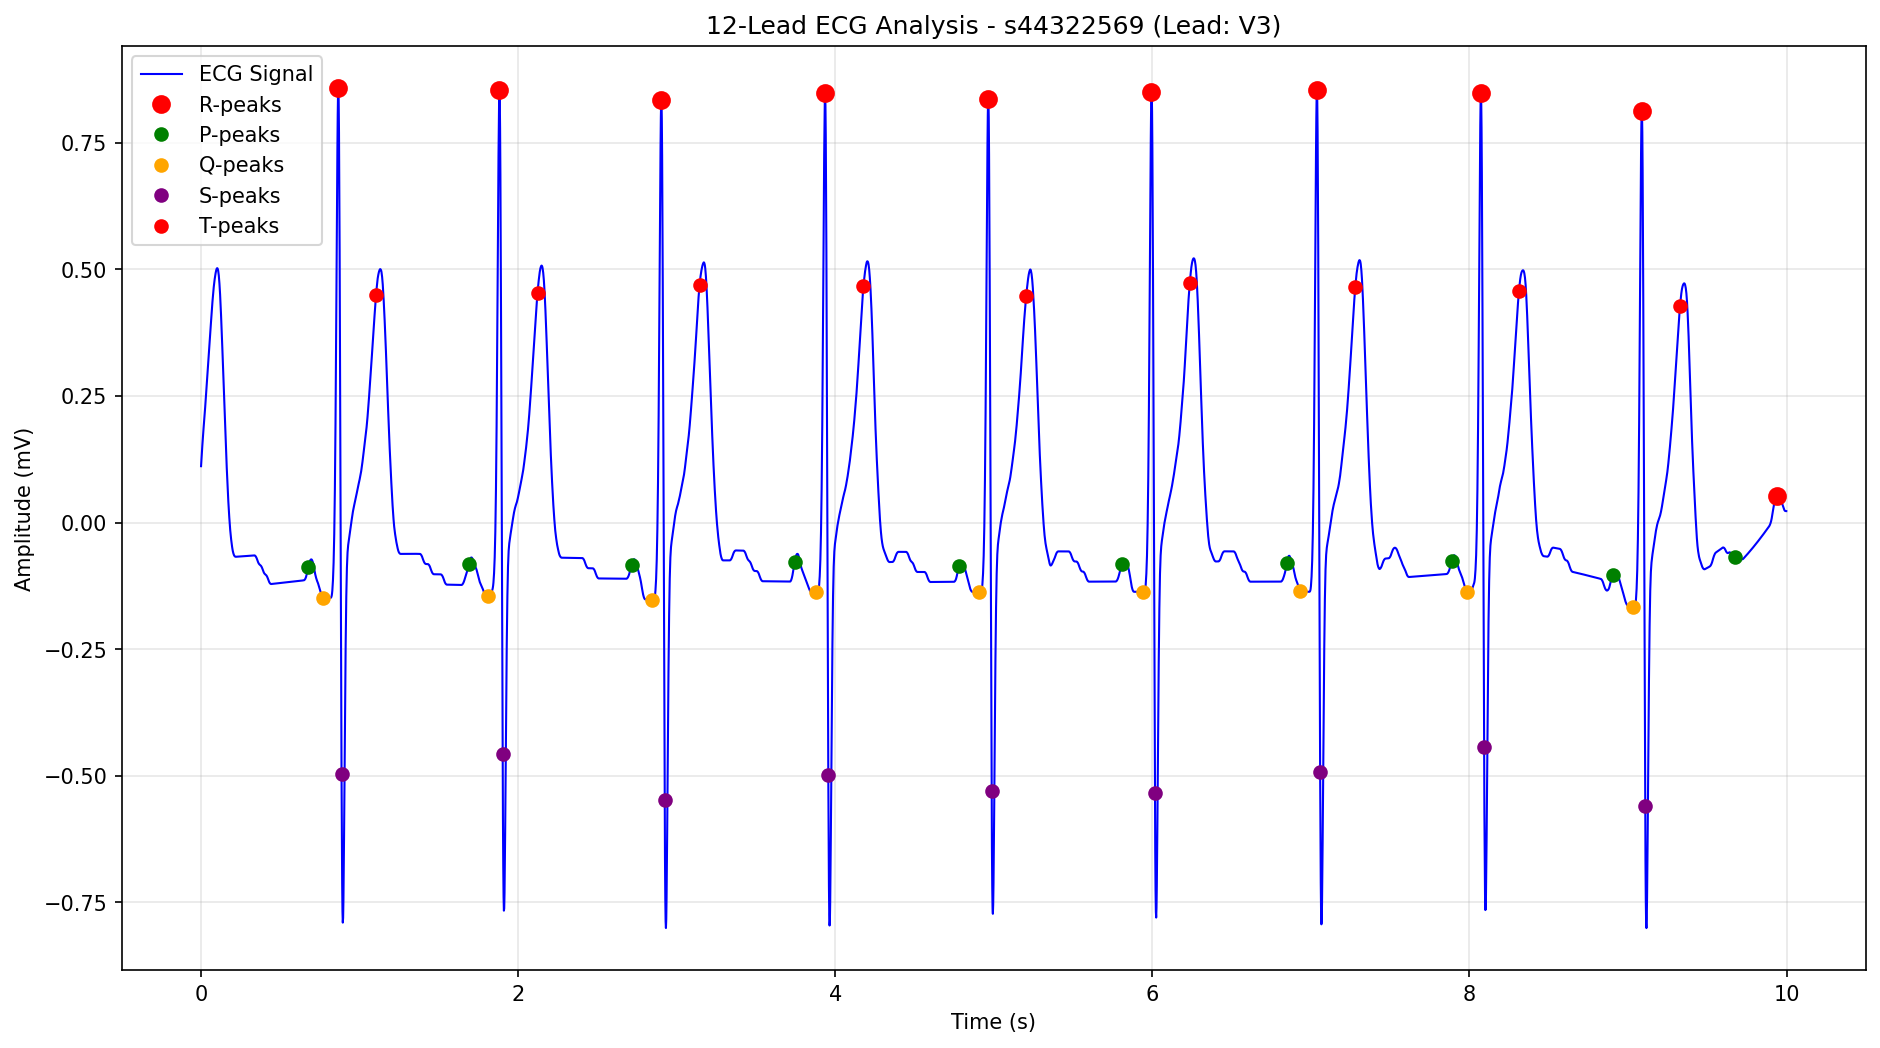 12-Lead ECG Analysis - s44322569 (Lead: V3)
ECG Signal
R-peaks
P-peaks
Q-peaks
S-peaks
T-peaks
0.75
0.50
0.25
0.00
−0.25
−0.50
−0.75
Amplitude (mV)
0 2 4 6 8 10
Time (s)